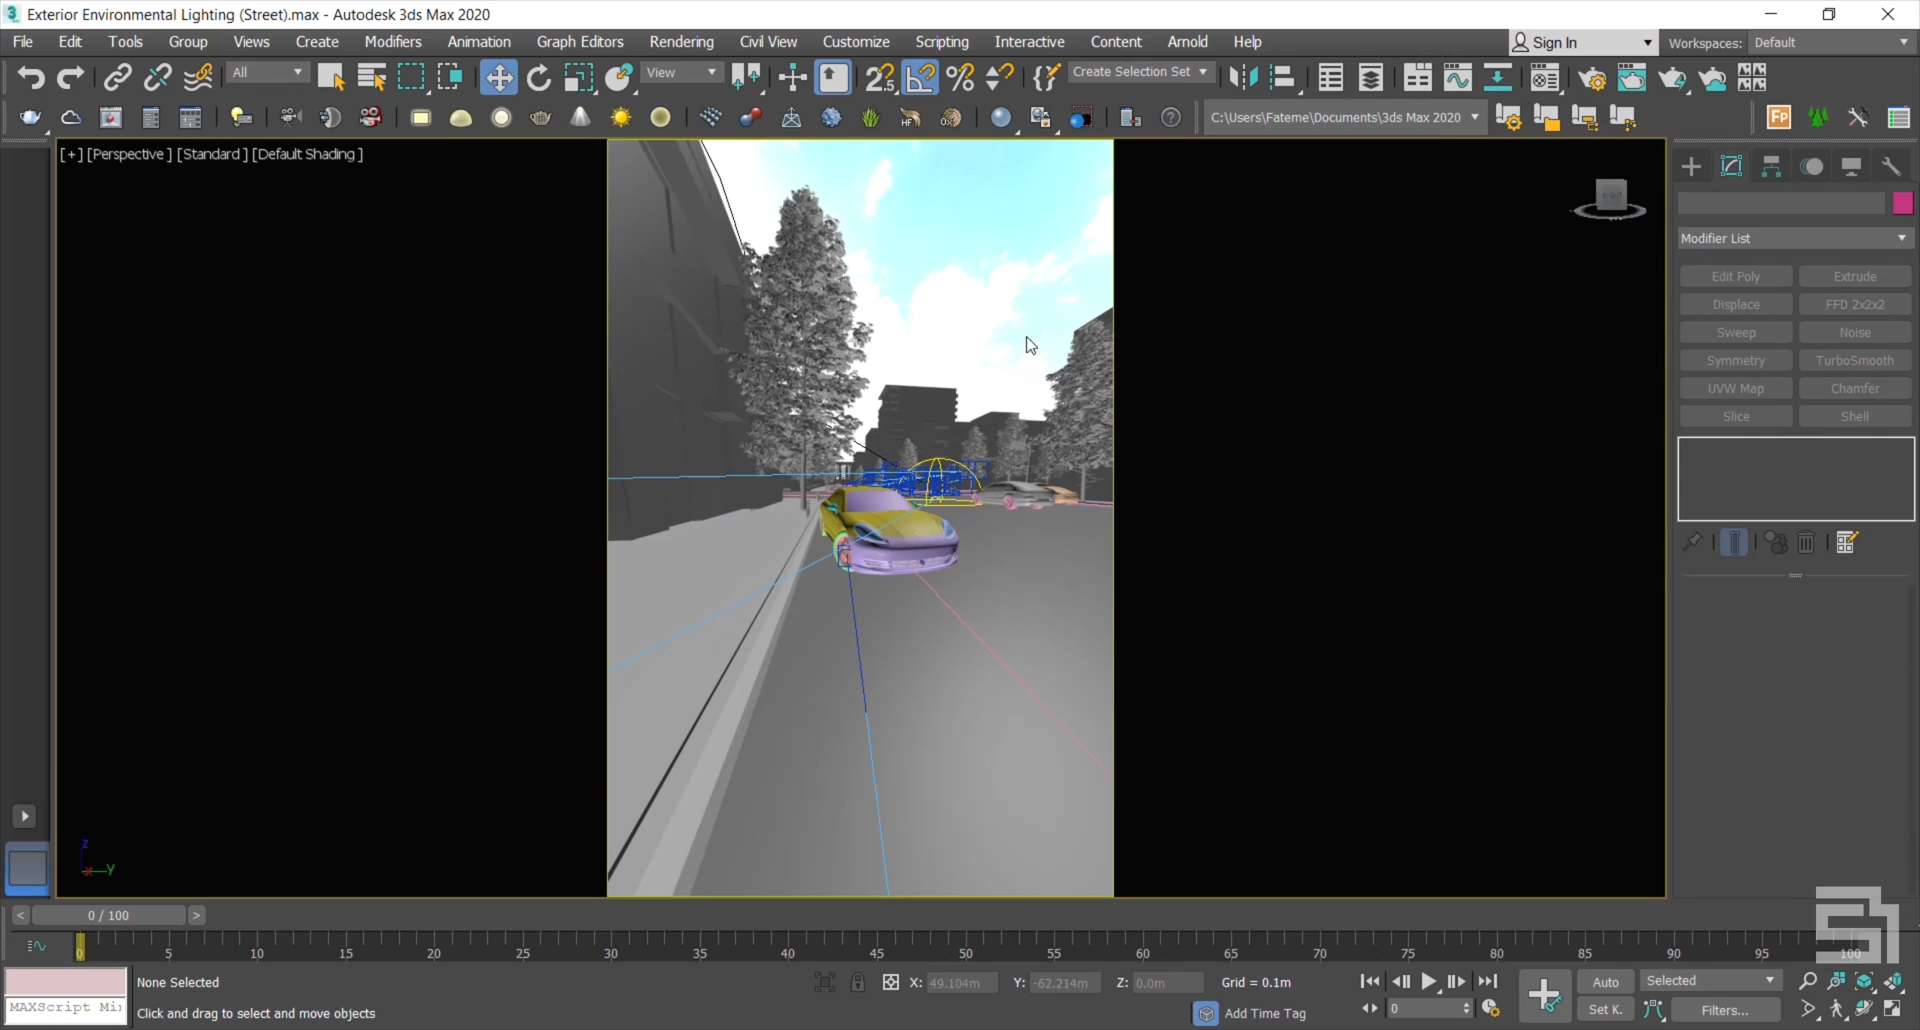 Exterior Environmental Lighting (Street).max - Autodesk 3ds Max 2020
File Edit Tools Group Views Create Modifiers Animation Graph Editors Rendering Civil View Customize Scripting Interactive Content Arnold Help Sign In Workspaces: Default
All View Create Selection Set
C:\Users\Fateme\Documents\3ds Max 2020
[+] [Perspective ] [Standard ] [Default Shading ]
Modifier List
Edit Poly Extrude
Displace FFD 2x2x2
Sweep Noise
Symmetry TurboSmooth
UVW Map Chamfer
Slice Shell
z
x y
< 0 / 100 >
0 5 10 15 20 25 30 35 40 45 50 55 60 65 70 75 80 85 90 95 100
None Selected X: 49.104m Y: -62.214m Z: 0.0m Grid = 0.1m Auto Selected
MAXScript Mi
Click and drag to select and move objects Add Time Tag 0 Set K. Filters...